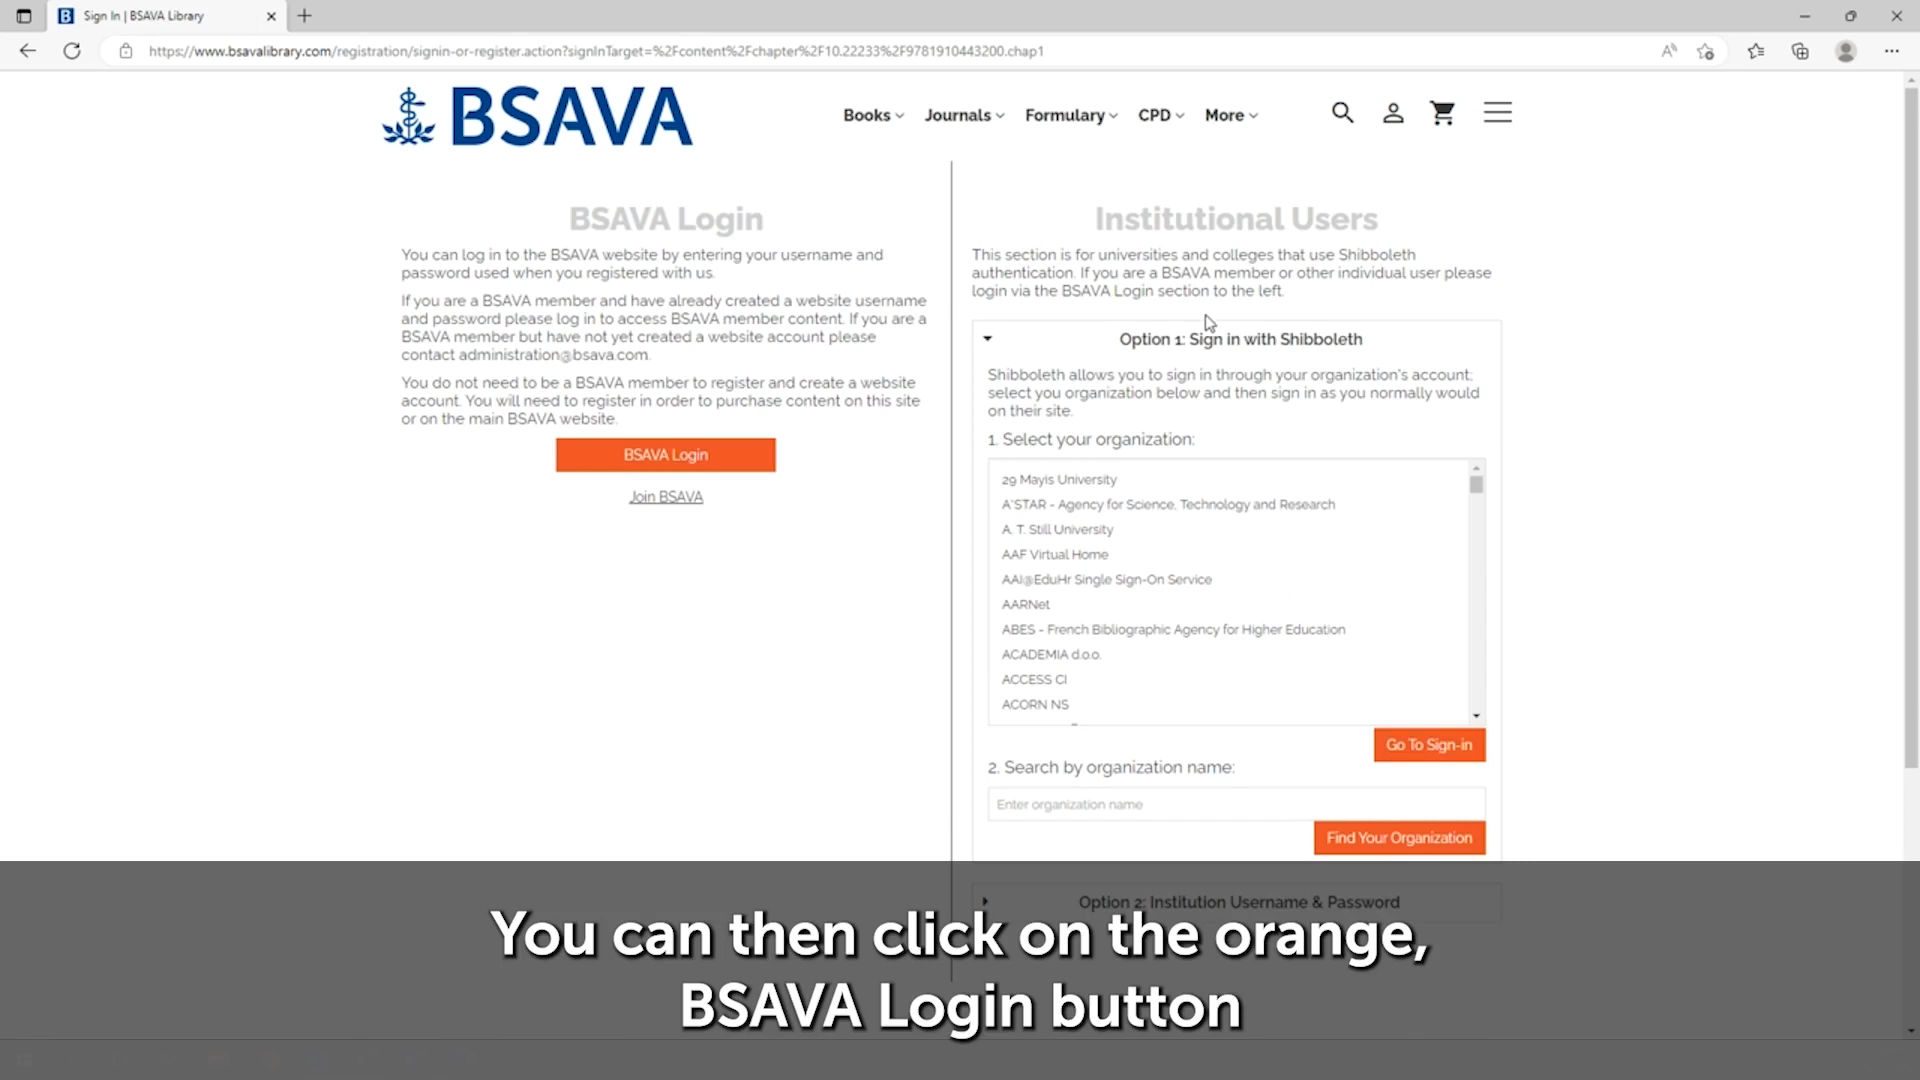 Sign In | BSAVA Library
https://www.bsavalibrary.com/registration/signin-or-register.action?signInTarget=%2Fcontent%2Fchapter%2F10.22233%2F9781910443200.chap1
BSAVA
Books
Journals
Formulary
CPD
More
BSAVA Login
You can log in to the BSAVA website by entering your username and
password used when you registered with us.
If you are a BSAVA member and have already created a website username
and password please log in to access BSAVA member content. If you are a
BSAVA member but have not yet created a website account please
contact administration@bsava.com.
You do not need to be a BSAVA member to register and create a website
account. You will need to register in order to purchase content on this site
or on the main BSAVA website.
BSAVA Login
Join BSAVA
Institutional Users
This section is for universities and colleges that use Shibboleth
authentication. If you are a BSAVA member or other individual user please
login via the BSAVA Login section to the left.
Option 1: Sign in with Shibboleth
Shibboleth allows you to sign in through your organization's account;
select you organization below and then sign in as you normally would
on their site.
1. Select your organization:
29 Mayis University
A*STAR - Agency for Science, Technology and Research
A. T. Still University
AAF Virtual Home
AAI@EduHr Single Sign-On Service
AARNet
ABES - French Bibliographic Agency for Higher Education
ACADEMIA d.o.o.
ACCESS CI
ACORN NS
Go To Sign-in
2. Search by organization name:
Enter organization name
Find Your Organization
Option 2: Institution Username & Password
You can then click on the orange,
BSAVA Login button